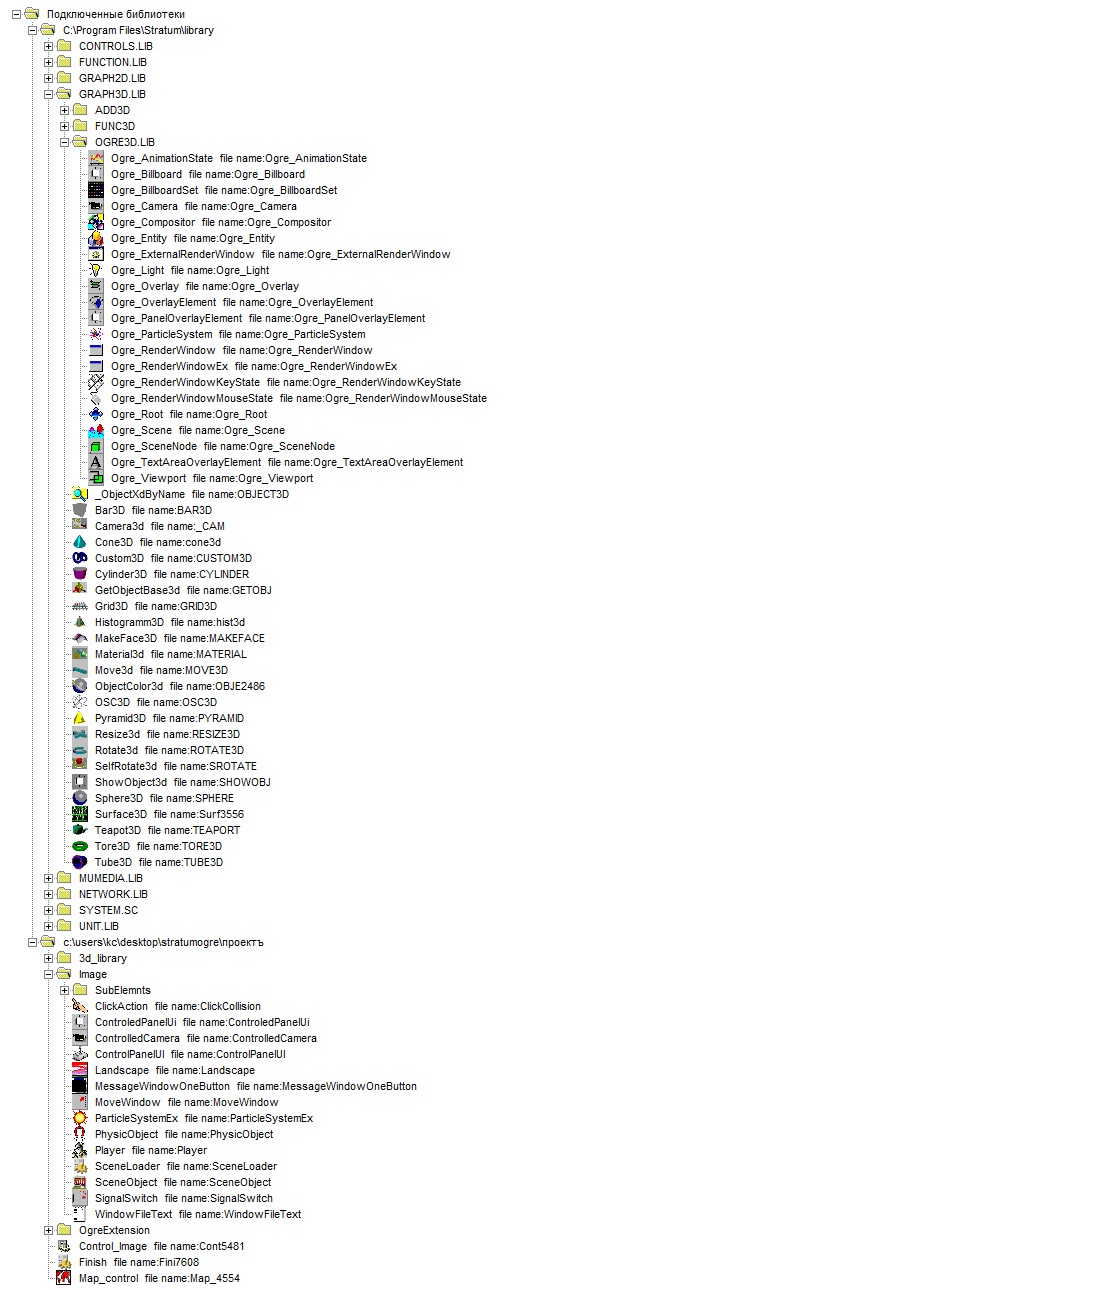 Подключенные библиотеки
C:\Program Files\Stratum\library
CONTROLS.LIB
FUNCTION.LIB
GRAPH2D.LIB
GRAPH3D.LIB
ADD3D
FUNC3D
OGRE3D.LIB
Ogre_AnimationState file name:Ogre_AnimationState
Ogre_Billboard file name:Ogre_Billboard
Ogre_BillboardSet file name:Ogre_BillboardSet
Ogre_Camera file name:Ogre_Camera
Ogre_Compositor file name:Ogre_Compositor
Ogre_Entity file name:Ogre_Entity
Ogre_ExternalRenderWindow file name:Ogre_ExternalRenderWindow
Ogre_Light file name:Ogre_Light
Ogre_Overlay file name:Ogre_Overlay
Ogre_OverlayElement file name:Ogre_OverlayElement
Ogre_PanelOverlayElement file name:Ogre_PanelOverlayElement
Ogre_ParticleSystem file name:Ogre_ParticleSystem
Ogre_RenderWindow file name:Ogre_RenderWindow
Ogre_RenderWindowEx file name:Ogre_RenderWindowEx
Ogre_RenderWindowKeyState file name:Ogre_RenderWindowKeyState
Ogre_RenderWindowMouseState file name:Ogre_RenderWindowMouseState
Ogre_Root file name:Ogre_Root
Ogre_Scene file name:Ogre_Scene
Ogre_SceneNode file name:Ogre_SceneNode
Ogre_TextAreaOverlayElement file name:Ogre_TextAreaOverlayElement
Ogre_Viewport file name:Ogre_Viewport
_ObjectXdByName file name:OBJECT3D
Bar3D file name:BAR3D
Camera3d file name:_CAM
Cone3D file name:cone3d
Custom3D file name:CUSTOM3D
Cylinder3D file name:CYLINDER
GetObjectBase3d file name:GETOBJ
Grid3D file name:GRID3D
Histogramm3D file name:hist3d
MakeFace3D file name:MAKEFACE
Material3d file name:MATERIAL
Move3d file name:MOVE3D
ObjectColor3d file name:OBJE2486
OSC3D file name:OSC3D
Pyramid3D file name:PYRAMID
Resize3d file name:RESIZE3D
Rotate3d file name:ROTATE3D
SelfRotate3d file name:SROTATE
ShowObject3d file name:SHOWOBJ
Sphere3D file name:SPHERE
Surface3D file name:Surf3556
Teapot3D file name:TEAPORT
Tore3D file name:TORE3D
Tube3D file name:TUBE3D
MUMEDIA.LIB
NETWORK.LIB
SYSTEM.SC
UNIT.LIB
c:\users\kc\desktop\stratumogre\проектъ
3d_library
Image
SubElemnts
ClickAction file name:ClickCollision
ControledPanelUi file name:ControledPanelUi
ControlledCamera file name:ControlledCamera
ControlPanelUI file name:ControlPanelUI
Landscape file name:Landscape
MessageWindowOneButton file name:MessageWindowOneButton
MoveWindow file name:MoveWindow
ParticleSystemEx file name:ParticleSystemEx
PhysicObject file name:PhysicObject
Player file name:Player
SceneLoader file name:SceneLoader
SceneObject file name:SceneObject
SignalSwitch file name:SignalSwitch
WindowFileText file name:WindowFileText
OgreExtension
Control_Image file name:Cont5481
Finish file name:Fini7608
Map_control file name:Map_4554